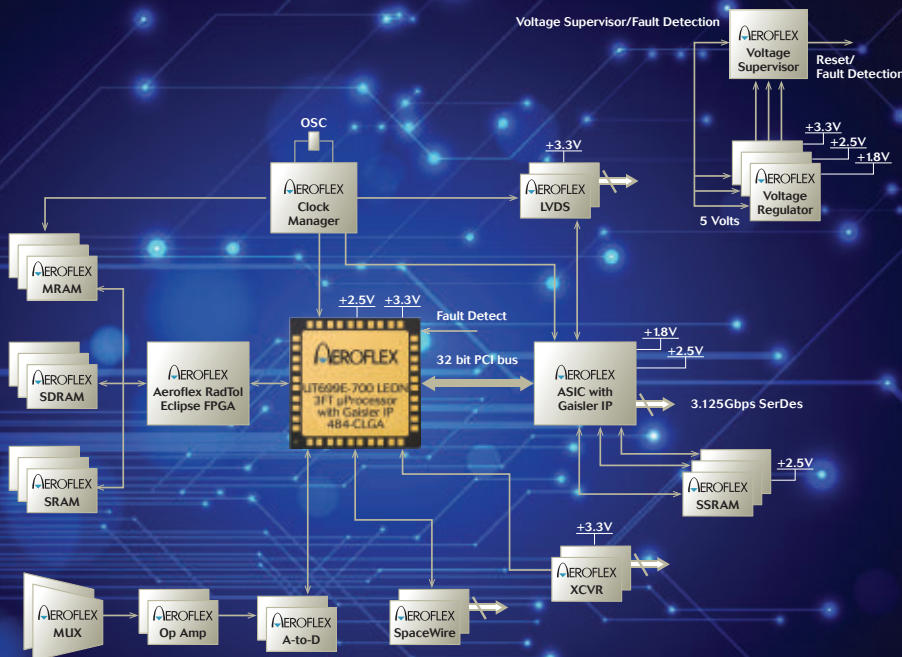 Voltage Supervisor/Fault Detection
AEROFLEX
Voltage
Supervisor
Reset/
Fault Detection
+3.3V
+2.5V
+1.8V
AEROFLEX
Voltage
Regulator
5 Volts
OSC
AEROFLEX
Clock
Manager
+3.3V
AEROFLEX
LVDS
AEROFLEX
MRAM
+2.5V
+3.3V
Fault Detect
AEROFLEX
UT699E-700 LEON
3FT µProcessor
with Gaisler IP
484-CLGA
32 bit PCI bus
+1.8V
+2.5V
AEROFLEX
ASIC with
Gaisler IP
3.125Gbps SerDes
AEROFLEX
SDRAM
AEROFLEX
Aeroflex RadTol
Eclipse FPGA
AEROFLEX
SRAM
+2.5V
AEROFLEX
SSRAM
+3.3V
AEROFLEX
XCVR
AEROFLEX
MUX
AEROFLEX
Op Amp
AEROFLEX
A-to-D
AEROFLEX
SpaceWire